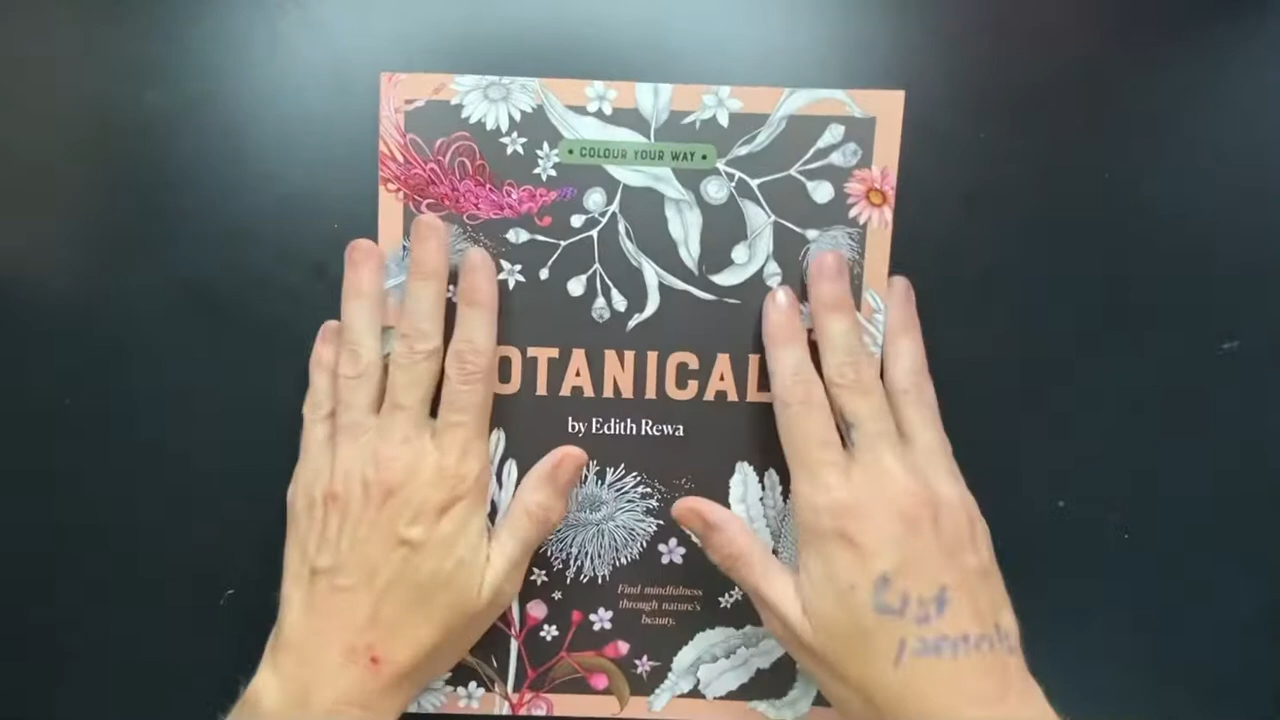 • COLOUR YOUR WAY •
OTANICAL
by Edith Rewa
Find mindfulness
through nature's
beauty.